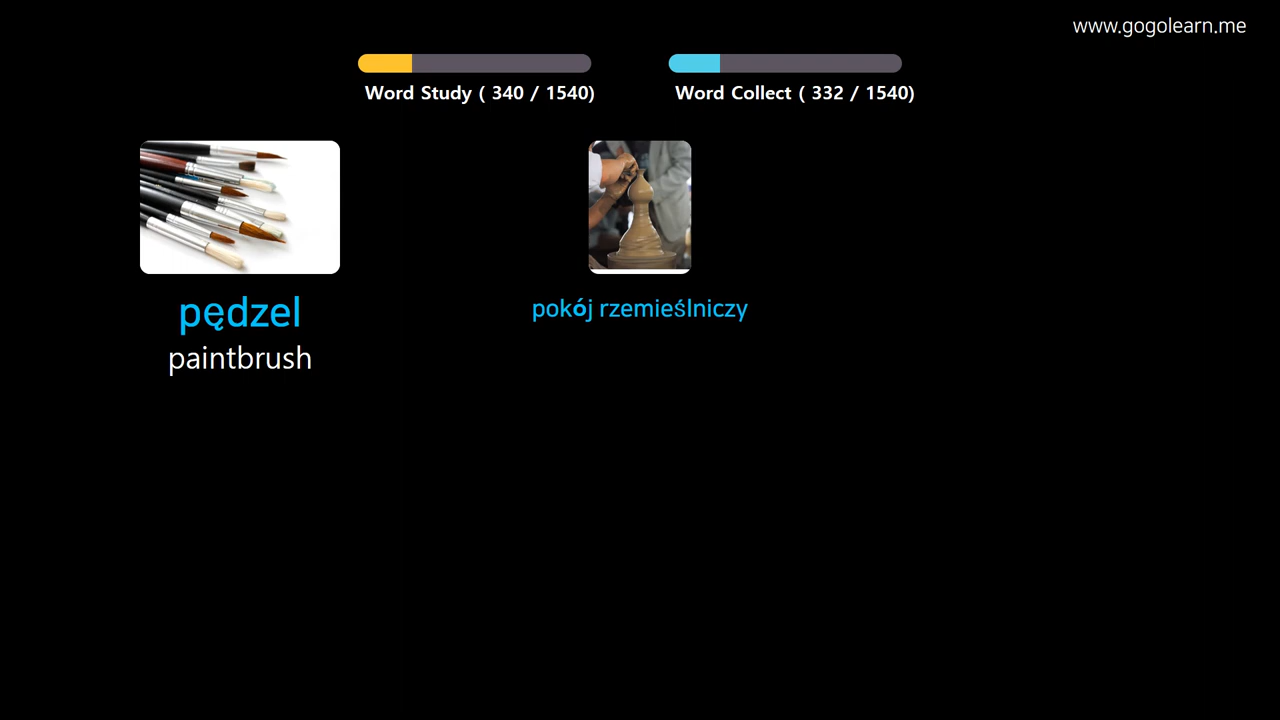 www.gogolearn.me
Word Study ( 340 / 1540)
Word Collect ( 332 / 1540)
pędzel
paintbrush
pokój rzemieślniczy